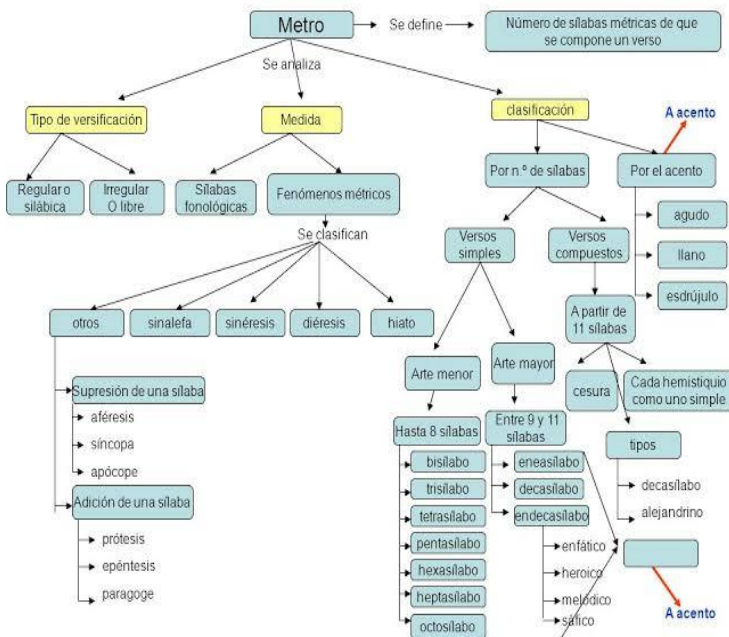 Metro
Se define
Número de sílabas métricas de que
se compone un verso
Se analiza
Tipo de versificación
Medida
clasificación
A acento
Regular o
silábica
Irregular
O libre
Sílabas
fonológicas
Fenómenos métricos
Por n.º de sílabas
Por el acento
agudo
llano
esdrújulo
Se clasifican
Versos
simples
Versos
compuestos
otros
sinalefa
sinéresis
diéresis
hiato
A partir de
11 sílabas
Arte menor
Arte mayor
cesura
Cada hemistiquio
como uno simple
Supresión de una sílaba
aféresis
síncopa
apócope
Adición de una sílaba
prótesis
epéntesis
paragoge
Hasta 8 sílabas
bisílabo
trisílabo
tetrasílabo
pentasílabo
hexasílabo
heptasílabo
octosílabo
Entre 9 y 11
sílabas
eneasílabo
decasílabo
endecasílabo
enfático
heroico
melódico
sáfico
tipos
decasílabo
alejandrino
A acento